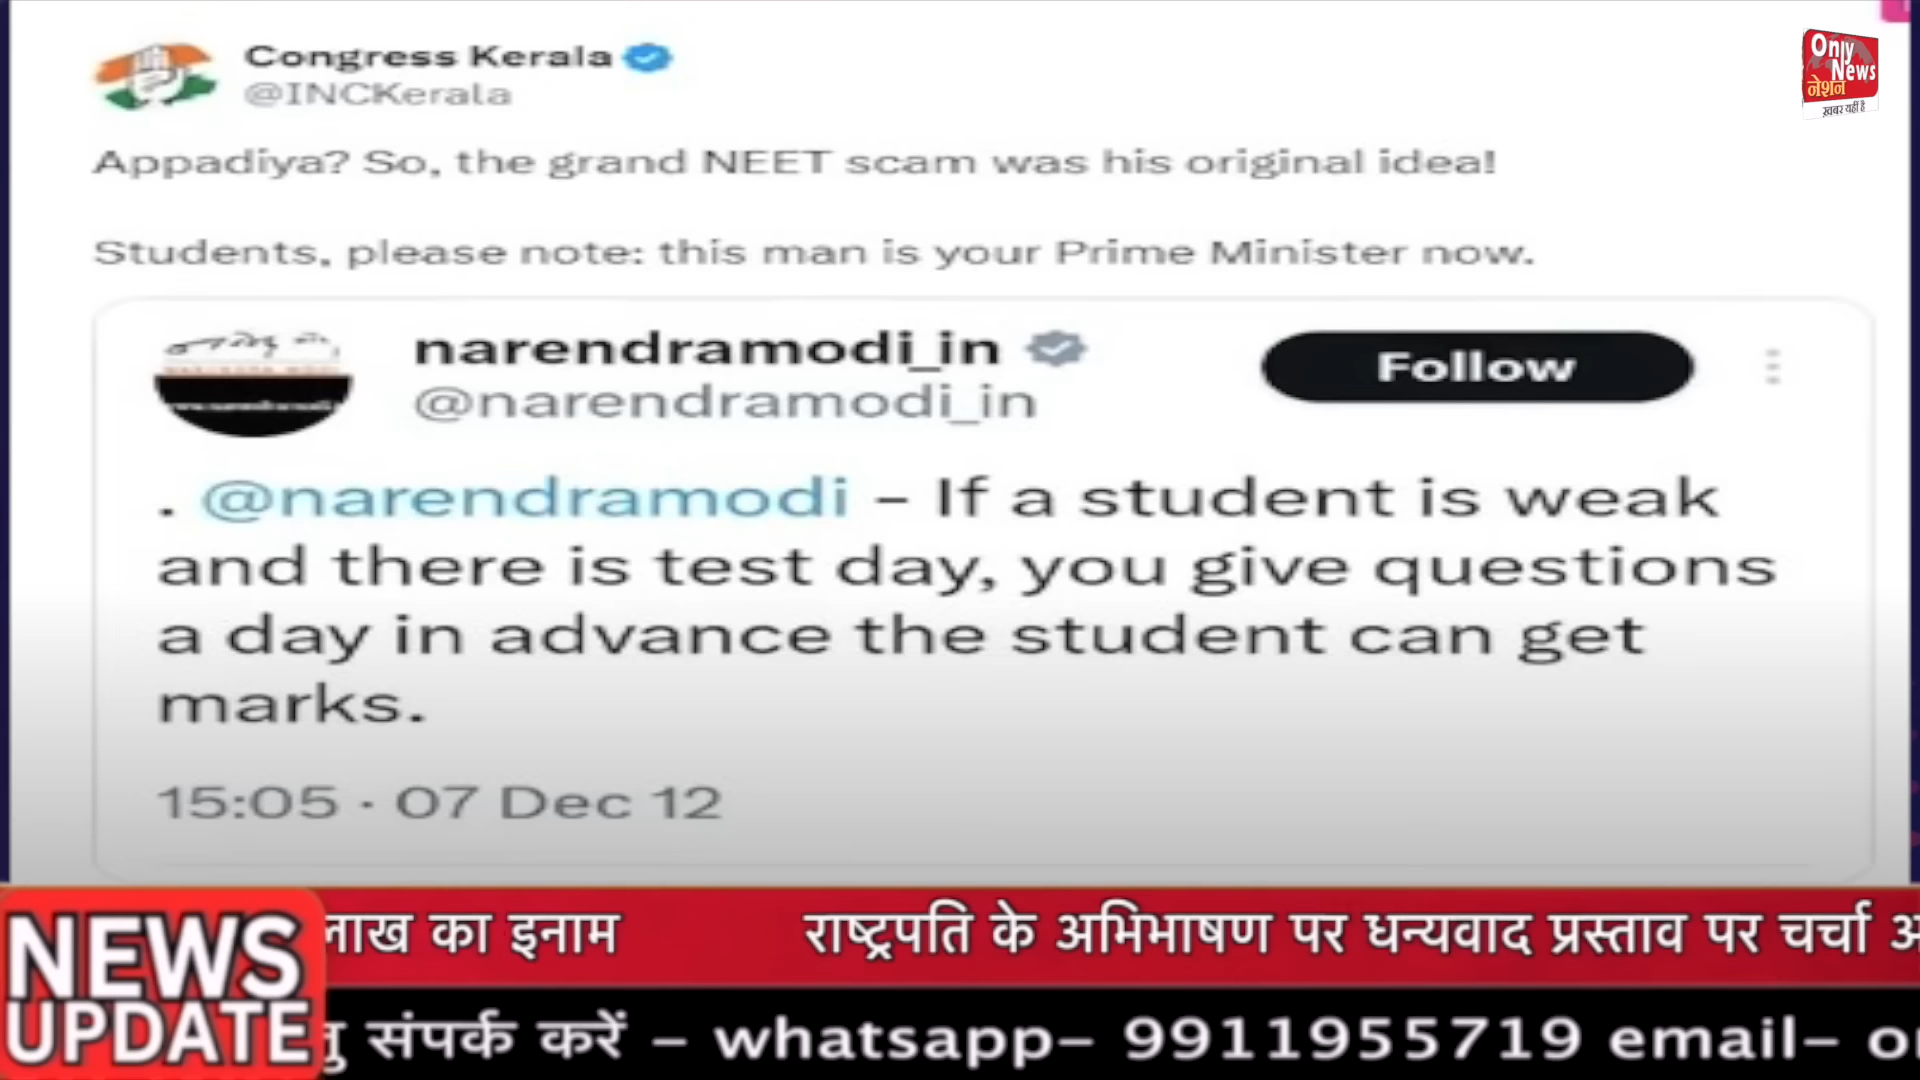 Congress Kerala
@INCKerala
Only
News
नेशन
ख़बर यहीं है
Appadiya? So, the grand NEET scam was his original idea!
Students, please note: this man is your Prime Minister now.
narendramodi_in
@narendramodi_in
Follow
. @narendramodi – If a student is weak
and there is test day, you give questions
a day in advance the student can get
marks.
15:05 · 07 Dec 12
NEWS
UPDATE
लाख का इनाम राष्ट्रपति के अभिभाषण पर धन्यवाद प्रस्ताव पर चर्चा
संपर्क करें – whatsapp– 9911955719 email–